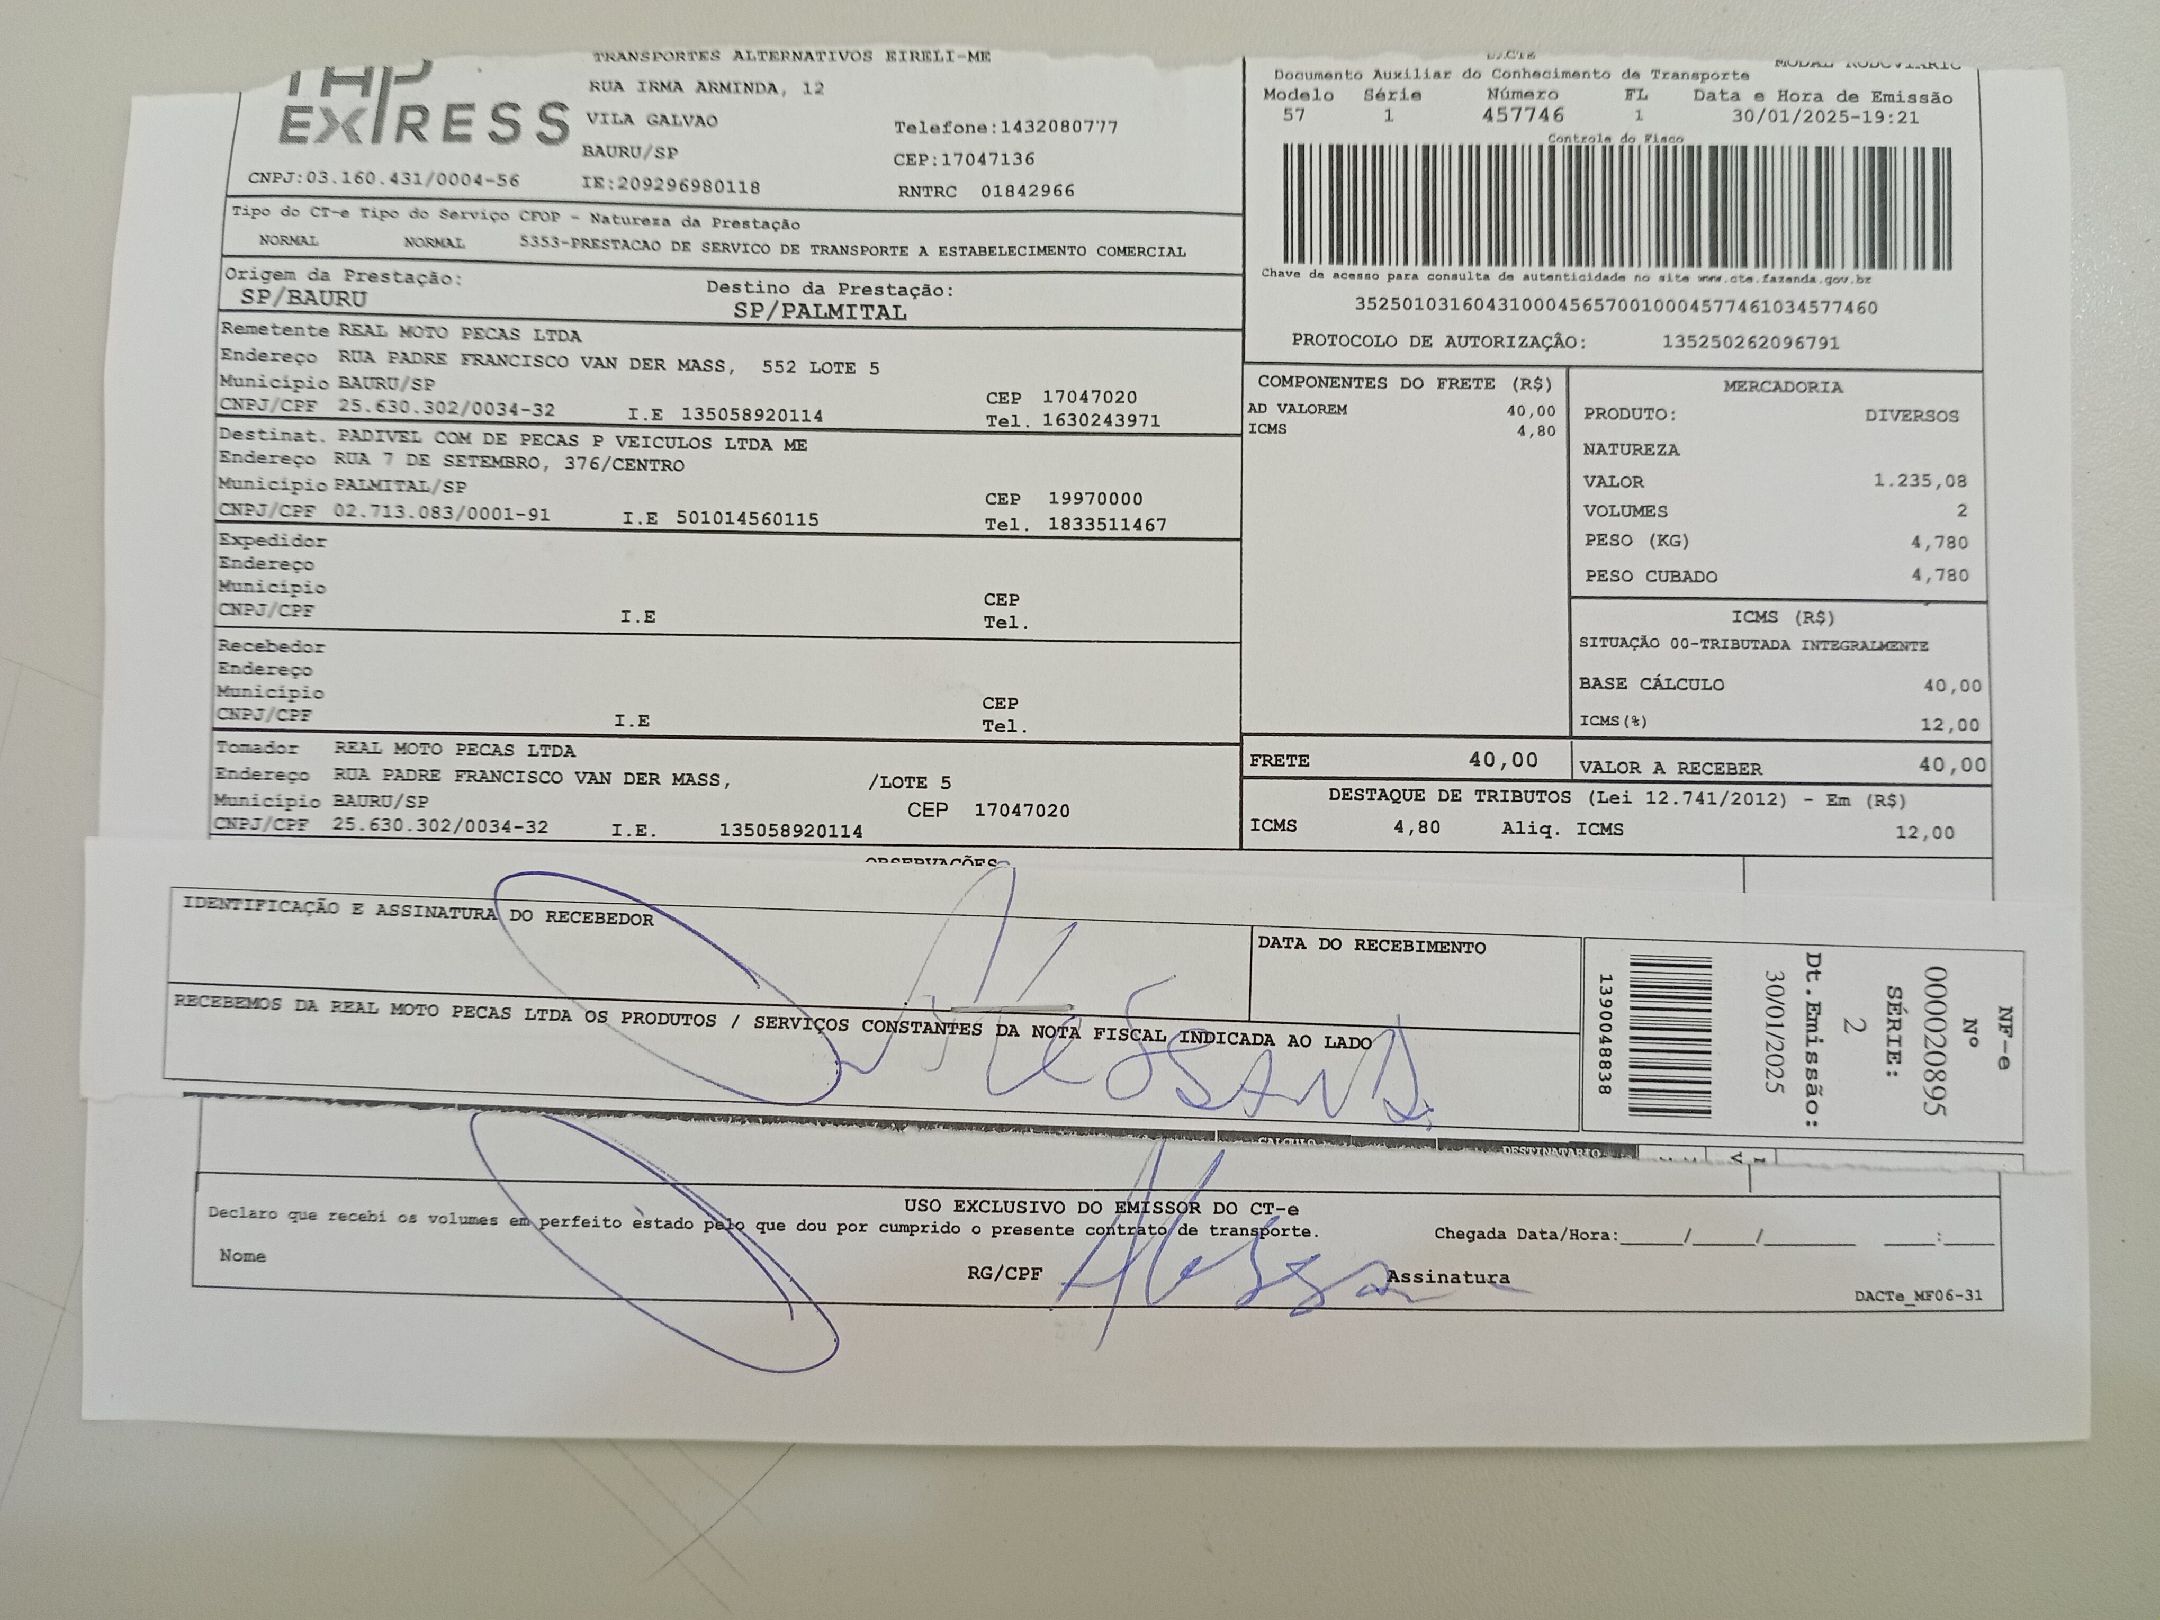 TRANSPORTES ALTERNATIVOS EIRELI-ME
EXPRESS
RUA IRMA ARMINDA, 12
VILA GALVAO
Telefone:1432080777
BAURU/SP
CEP:17047136
CNPJ:03.160.431/0004-56
IE:209296980118
RNTRC 01842966
DACTE
MODAL RODOVIARIO
Documento Auxiliar do Conhecimento de Transporte
Modelo Série Número FL Data e Hora de Emissão
57 1 457746 1 30/01/2025-19:21
Controle do Fisco
Chave de acesso para consulta de autenticidade no site www.cte.fazenda.gov.br
35250103160431000456570010004577461034577460
PROTOCOLO DE AUTORIZAÇÃO: 135250262096791
Tipo do CT-e Tipo do Serviço CFOP - Natureza da Prestação
NORMAL NORMAL 5353-PRESTACAO DE SERVICO DE TRANSPORTE A ESTABELECIMENTO COMERCIAL
Origem da Prestação: Destino da Prestação:
SP/BAURU SP/PALMITAL
Remetente REAL MOTO PECAS LTDA
Endereço RUA PADRE FRANCISCO VAN DER MASS, 552 LOTE 5
Município BAURU/SP CEP 17047020
CNPJ/CPF 25.630.302/0034-32 I.E 135058920114 Tel. 1630243971
Destinat. PADIVEL COM DE PECAS P VEICULOS LTDA ME
Endereço RUA 7 DE SETEMBRO, 376/CENTRO
Município PALMITAL/SP CEP 19970000
CNPJ/CPF 02.713.083/0001-91 I.E 501014560115 Tel. 1833511467
Expedidor
Endereço
Município CEP
CNPJ/CPF I.E Tel.
Recebedor
Endereço
Município CEP
CNPJ/CPF I.E Tel.
Tomador REAL MOTO PECAS LTDA
Endereço RUA PADRE FRANCISCO VAN DER MASS, /LOTE 5
Município BAURU/SP CEP 17047020
CNPJ/CPF 25.630.302/0034-32 I.E. 135058920114
COMPONENTES DO FRETE (R$)
AD VALOREM 40,00
ICMS 4,80
MERCADORIA
PRODUTO: DIVERSOS
NATUREZA
VALOR 1.235,08
VOLUMES 2
PESO (KG) 4,780
PESO CUBADO 4,780
ICMS (R$)
SITUAÇÃO 00-TRIBUTADA INTEGRALMENTE
BASE CÁLCULO 40,00
ICMS(%) 12,00
FRETE 40,00 VALOR A RECEBER 40,00
DESTAQUE DE TRIBUTOS (Lei 12.741/2012) - Em (R$)
ICMS 4,80 Aliq. ICMS 12,00
OBSERVAÇÕES
IDENTIFICAÇÃO E ASSINATURA DO RECEBEDOR
DATA DO RECEBIMENTO
RECEBEMOS DA REAL MOTO PECAS LTDA OS PRODUTOS / SERVIÇOS CONSTANTES DA NOTA FISCAL INDICADA AO LADO
NF-e
Nº
000020895
SÉRIE:
2
Dt.Emissão:
30/01/2025
1390048838
DESTINATARIO
USO EXCLUSIVO DO EMISSOR DO CT-e
Declaro que recebi os volumes em perfeito estado pelo que dou por cumprido o presente contrato de transporte.
Chegada Data/Hora:_____/_____/_______ ____:____
Nome RG/CPF Assinatura
DACTe_MF06-31